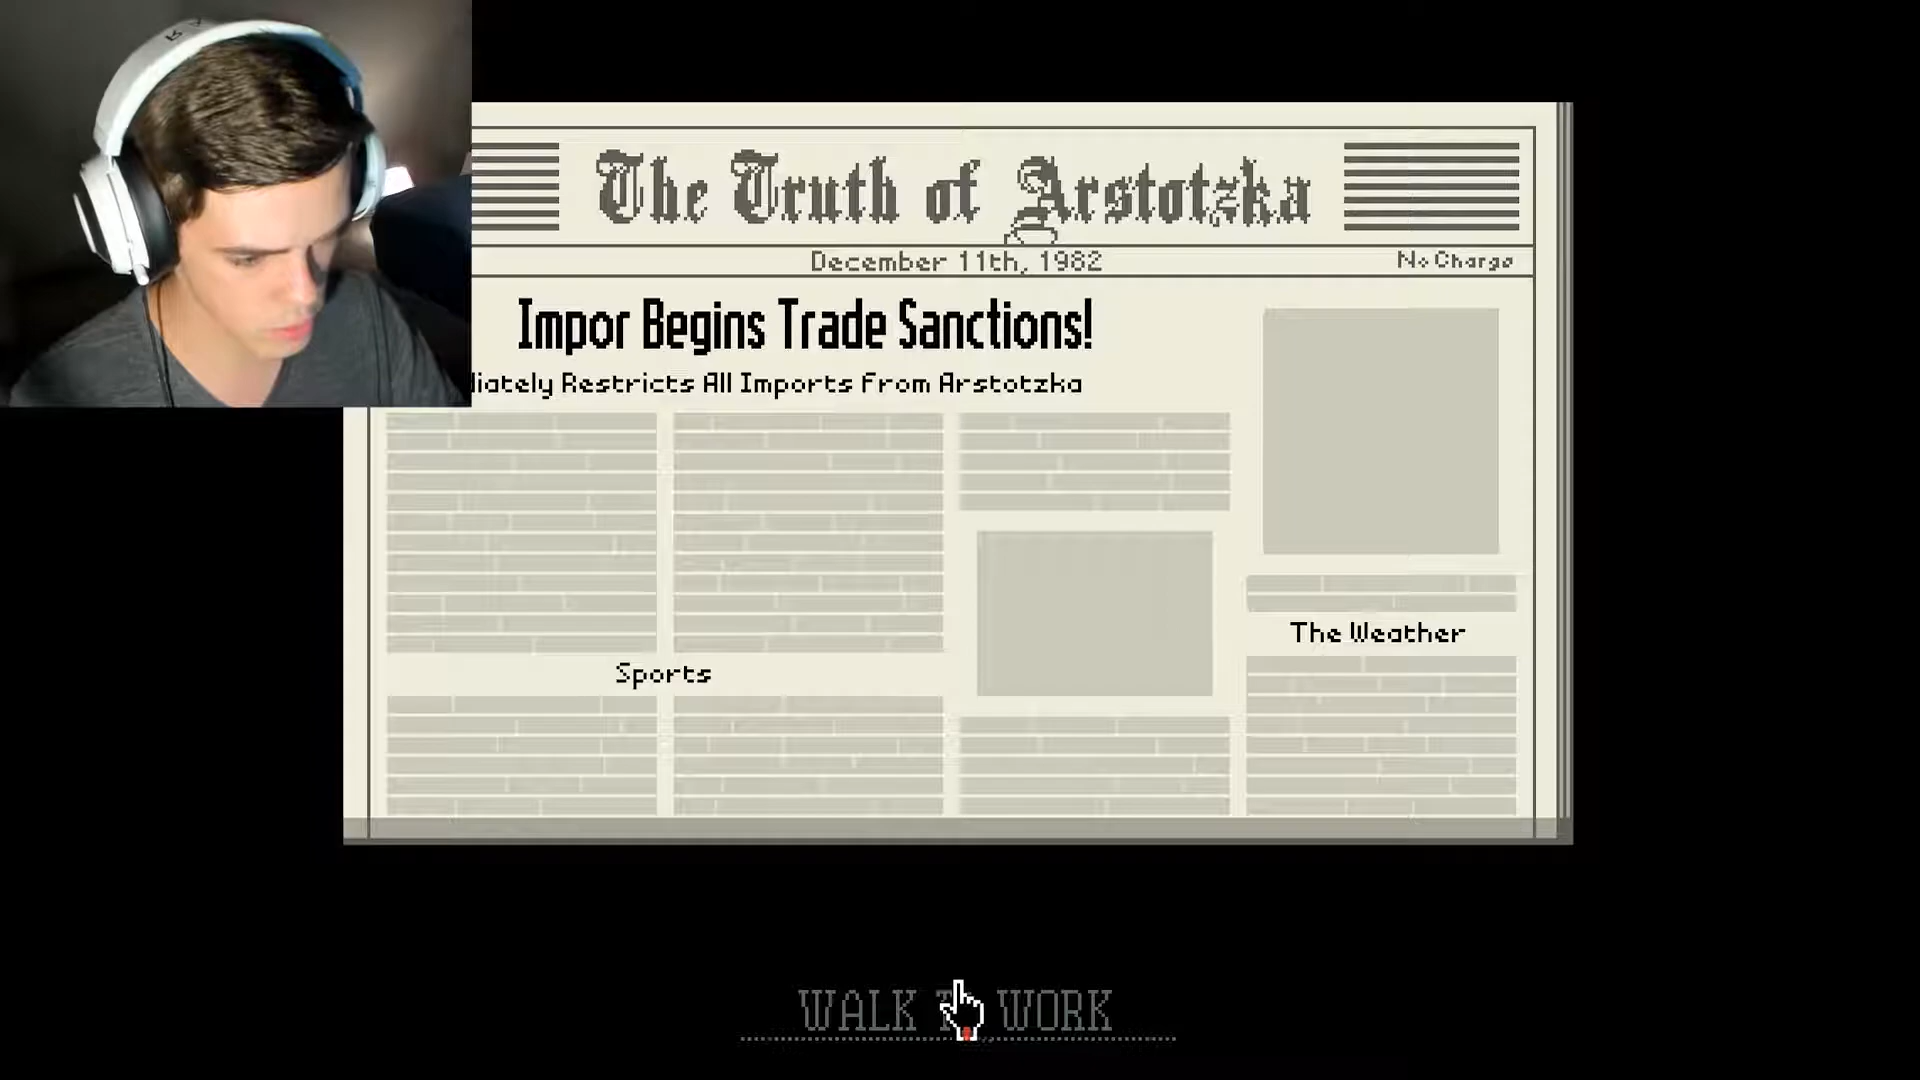 The Truth of Arstotzka
December 11th, 1982
No Charge
Impor Begins Trade Sanctions!
Restricts All Imports From Arstotzka
Sports
The Weather
WALK TO WORK